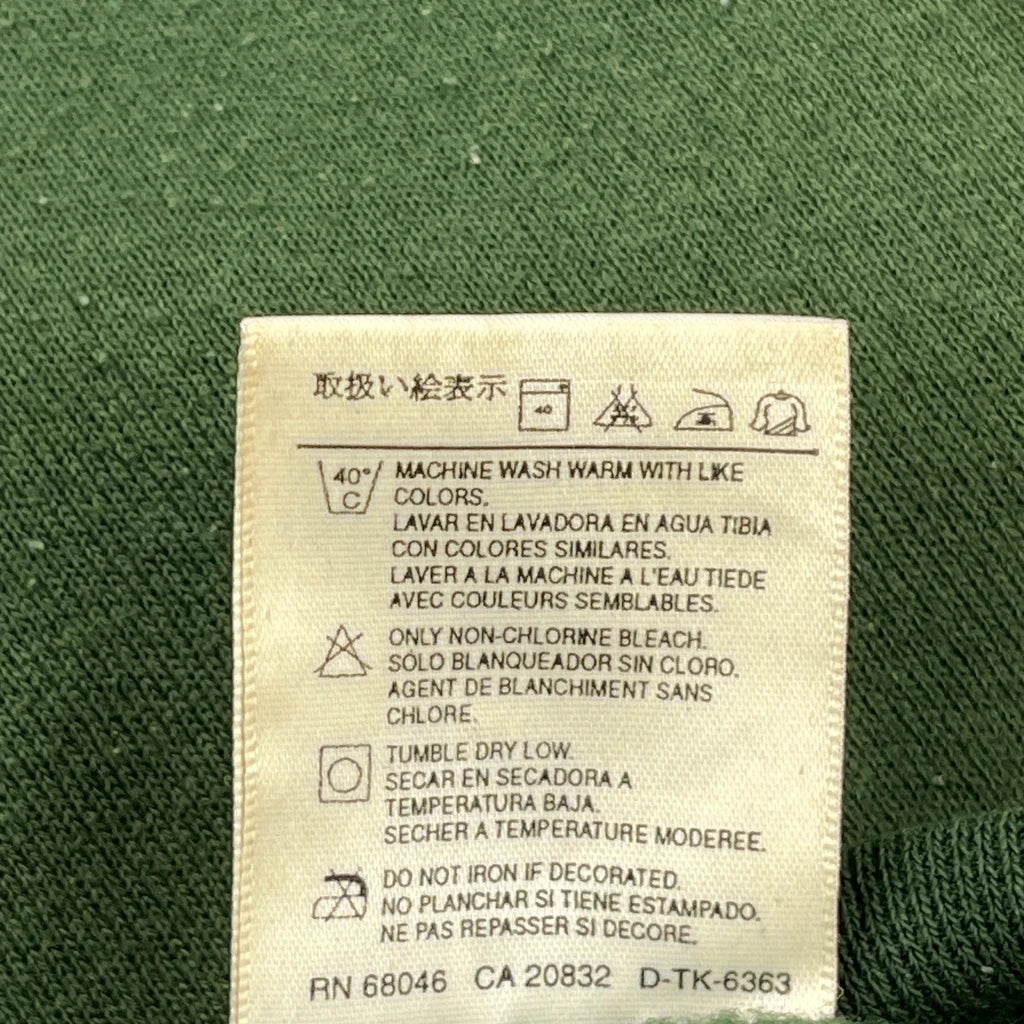 取扱い絵表示
40
40°
C
MACHINE WASH WARM WITH LIKE
COLORS.
LAVAR EN LAVADORA EN AGUA TIBIA
CON COLORES SIMILARES.
LAVER A LA MACHINE A L'EAU TIEDE
AVEC COULEURS SEMBLABLES.
ONLY NON-CHLORINE BLEACH.
SÓLO BLANQUEADOR SIN CLORO.
AGENT DE BLANCHIMENT SANS
CHLORE.
TUMBLE DRY LOW.
SECAR EN SECADORA A
TEMPERATURA BAJA.
SECHER A TEMPERATURE MODEREE.
DO NOT IRON IF DECORATED.
NO PLANCHAR SI TIENE ESTAMPADO.
NE PAS REPASSER SI DECORE.
RN 68046 CA 20832 D-TK-6363